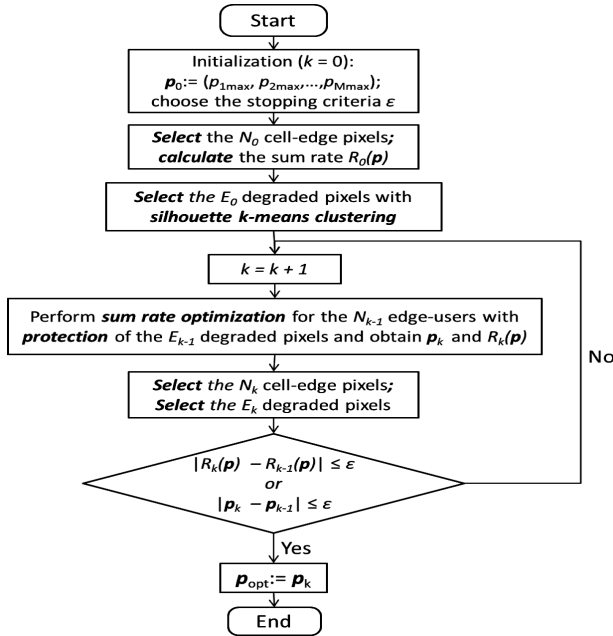 Start
Initialization (k = 0):
p₀:= (p₁max, p₂max,...,pMmax);
choose the stopping criteria ε
Select the N₀ cell-edge pixels;
calculate the sum rate R₀(p)
Select the E₀ degraded pixels with
silhouette k-means clustering
k = k + 1
Perform sum rate optimization for the Nₖ₋₁ edge-users with
protection of the Eₖ₋₁ degraded pixels and obtain pₖ and Rₖ(p)
Select the Nₖ cell-edge pixels;
Select the Eₖ degraded pixels
|Rₖ(p) − Rₖ₋₁(p)| ≤ ε
or
|pₖ − pₖ₋₁| ≤ ε
No
Yes
popt:= pk
End